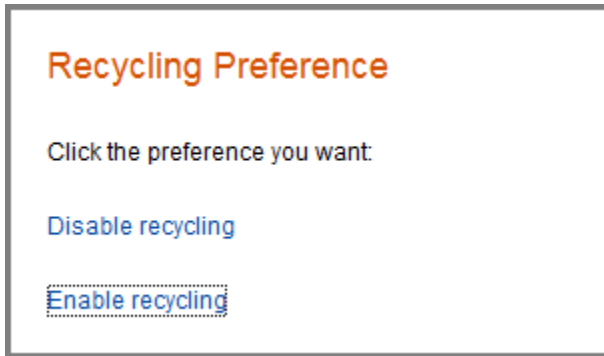 Recycling Preference
Click the preference you want:
Disable recycling
Enable recycling